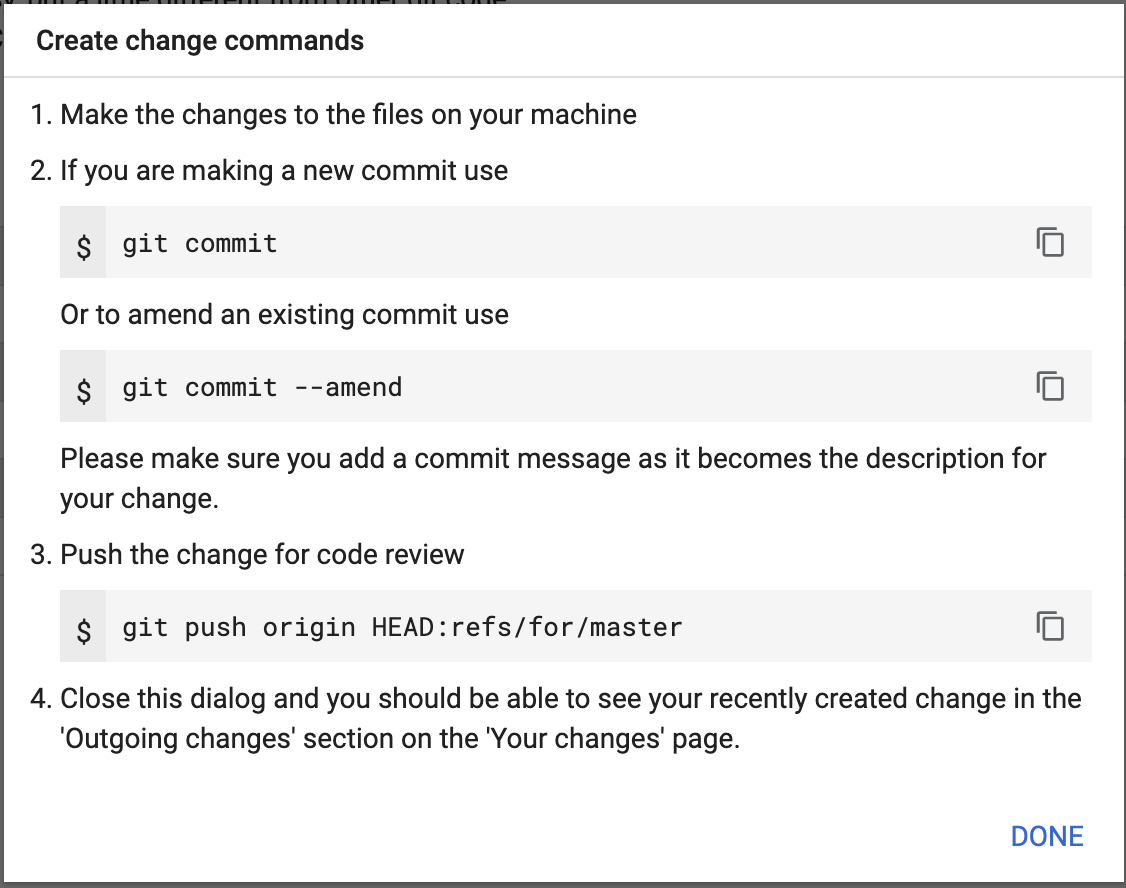 Create change commands
1. Make the changes to the files on your machine
2. If you are making a new commit use
$ git commit
Or to amend an existing commit use
$ git commit --amend
Please make sure you add a commit message as it becomes the description for
your change.
3. Push the change for code review
$ git push origin HEAD:refs/for/master
4. Close this dialog and you should be able to see your recently created change in the
'Outgoing changes' section on the 'Your changes' page.
DONE